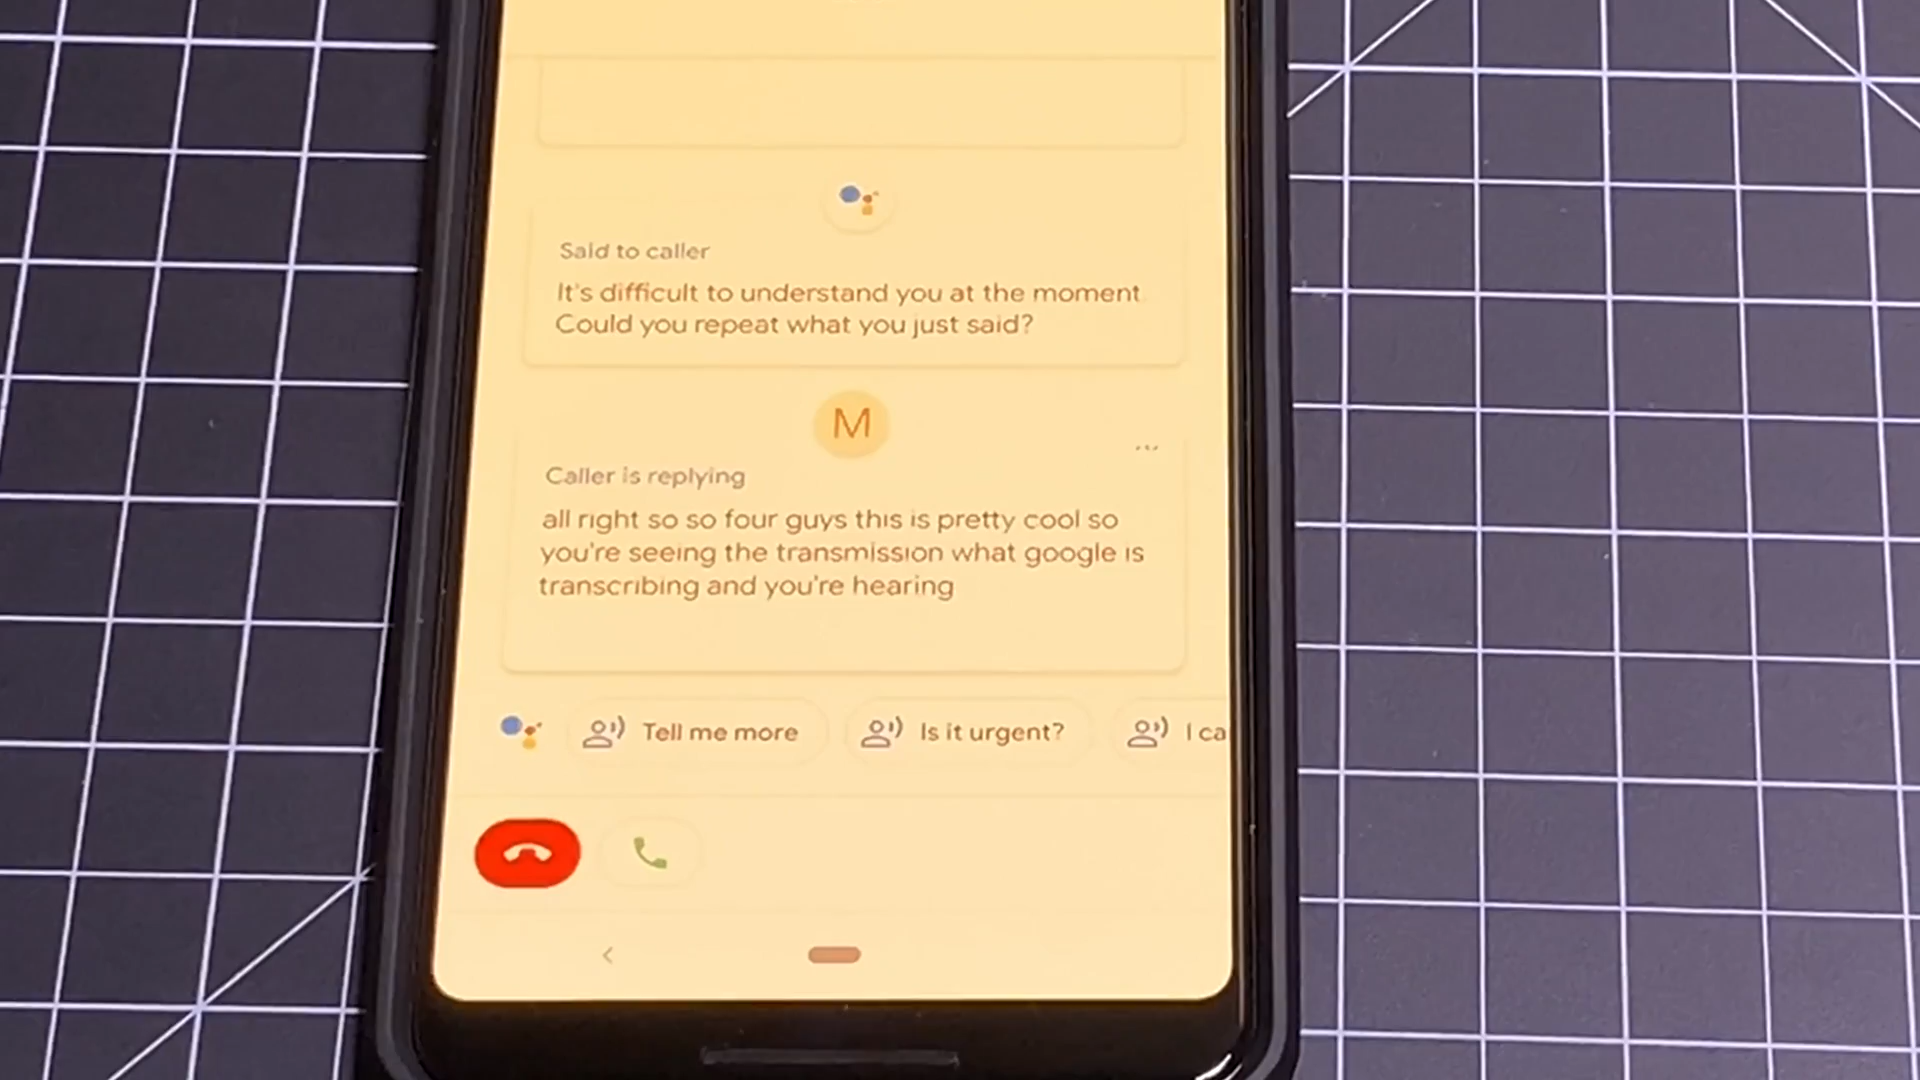 Said to caller
It's difficult to understand you at the moment
Could you repeat what you just said?
M
...
Caller is replying
all right so so four guys this is pretty cool so
you're seeing the transmission what google is
transcribing and you're hearing
Tell me more
Is it urgent?
I ca